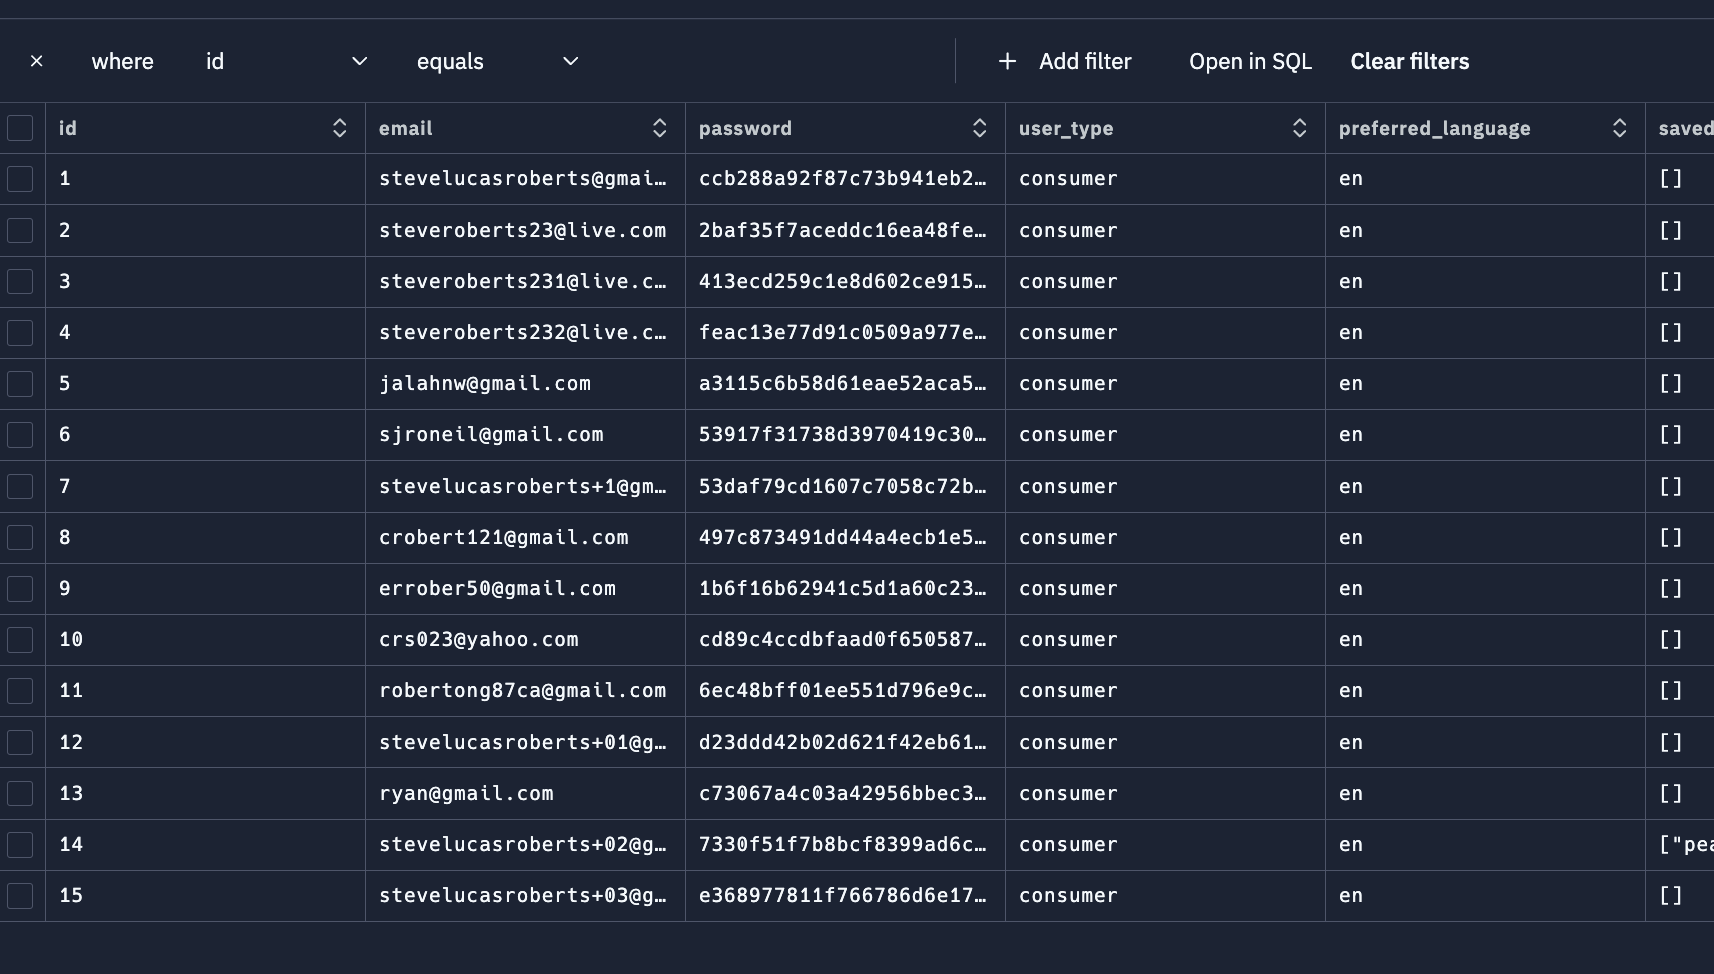 × where id equals + Add filter Open in SQL Clear filters
id email password user_type preferred_language saved
1 stevelucasroberts@gmai… ccb288a92f87c73b941eb2… consumer en []
2 steveroberts23@live.com 2baf35f7aceddc16ea48fe… consumer en []
3 steveroberts231@live.c… 413ecd259c1e8d602ce915… consumer en []
4 steveroberts232@live.c… feac13e77d91c0509a977e… consumer en []
5 jalahnw@gmail.com a3115c6b58d61eae52aca5… consumer en []
6 sjroneil@gmail.com 53917f31738d3970419c30… consumer en []
7 stevelucasroberts+1@gm… 53daf79cd1607c7058c72b… consumer en []
8 crobert121@gmail.com 497c873491dd44a4ecb1e5… consumer en []
9 errober50@gmail.com 1b6f16b62941c5d1a60c23… consumer en []
10 crs023@yahoo.com cd89c4ccdbfaad0f650587… consumer en []
11 robertong87ca@gmail.com 6ec48bff01ee551d796e9c… consumer en []
12 stevelucasroberts+01@g… d23ddd42b02d621f42eb61… consumer en []
13 ryan@gmail.com c73067a4c03a42956bbec3… consumer en []
14 stevelucasroberts+02@g… 7330f51f7b8bcf8399ad6c… consumer en ["pea
15 stevelucasroberts+03@g… e368977811f766786d6e17… consumer en []